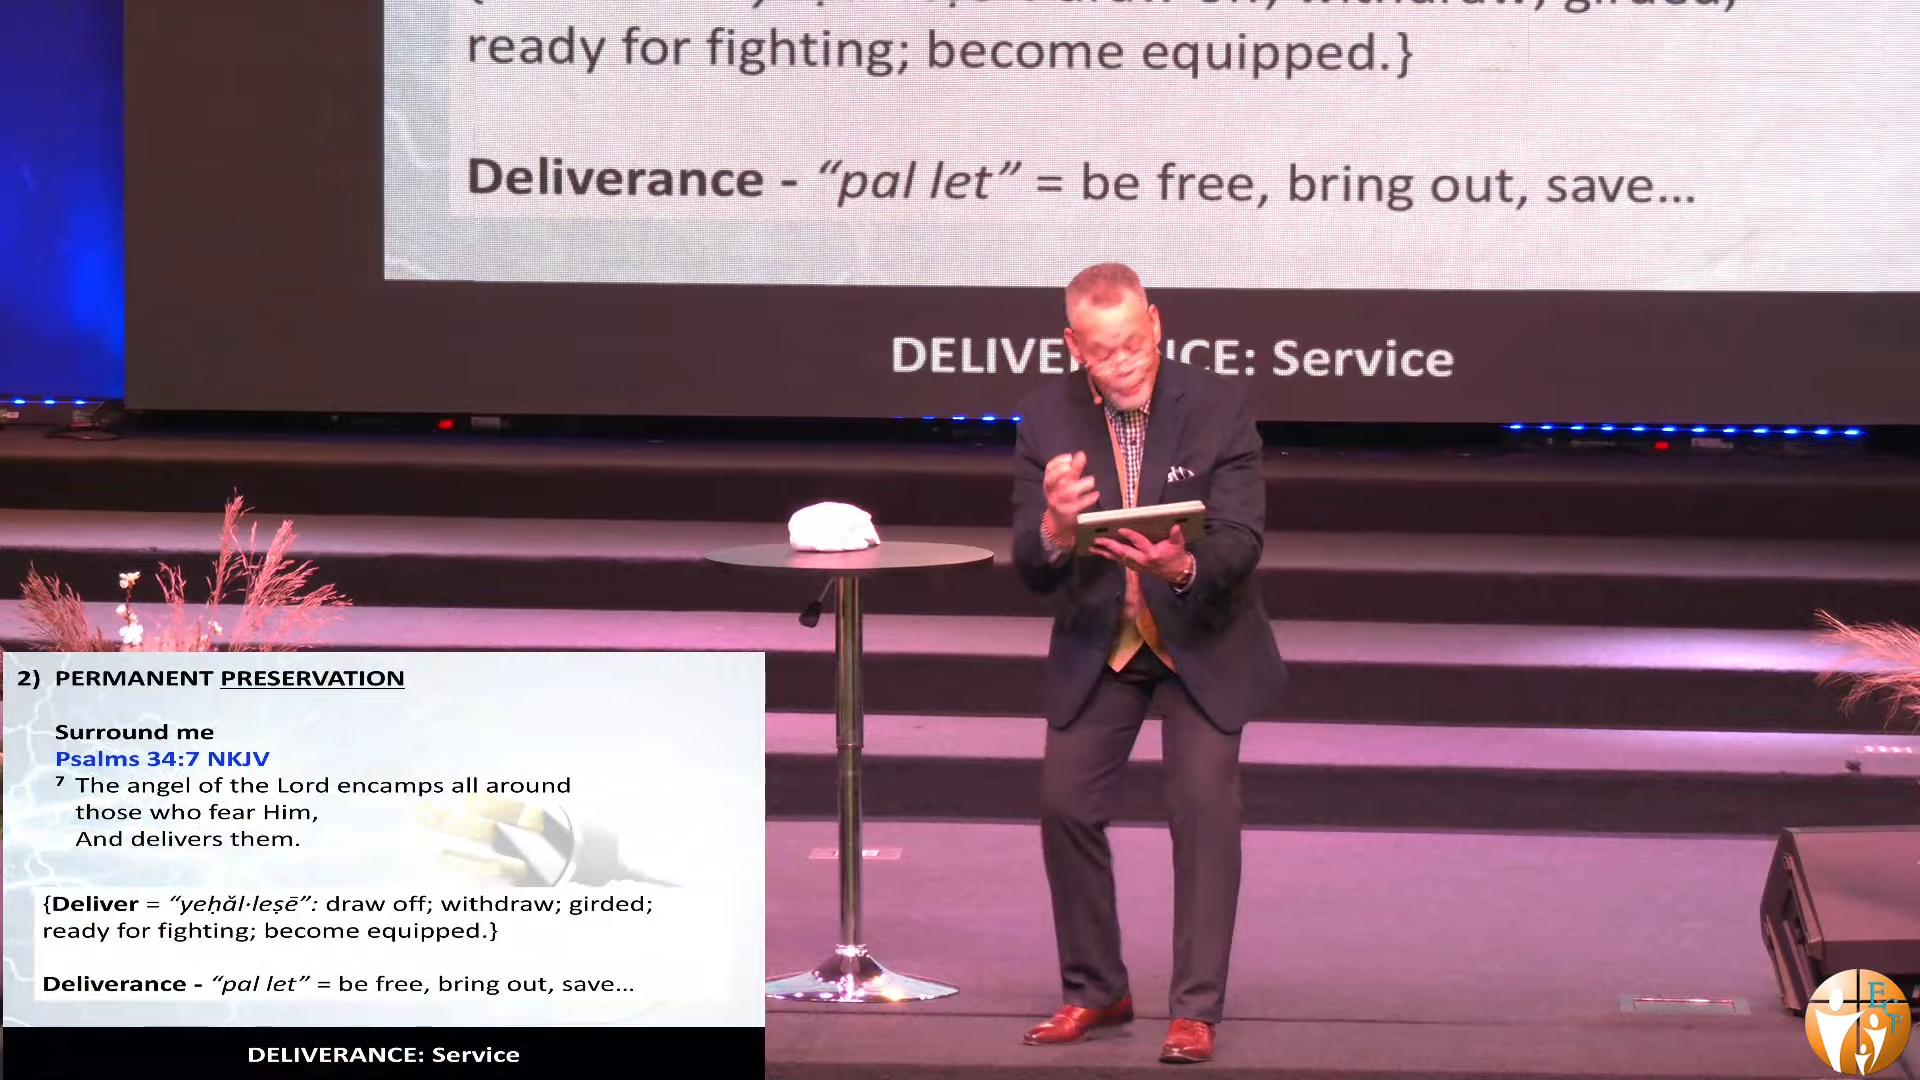 ready for fighting; become equipped.}
Deliverance - “pal let” = be free, bring out, save...
DELIVE CE: Service
2) PERMANENT PRESERVATION
Surround me
Psalms 34:7 NKJV
⁷ The angel of the Lord encamps all around
those who fear Him,
And delivers them.
{Deliver = “yeḥăl·leṣē”: draw off; withdraw; girded;
ready for fighting; become equipped.}
Deliverance - “pal let” = be free, bring out, save...
DELIVERANCE: Service
E
C
T